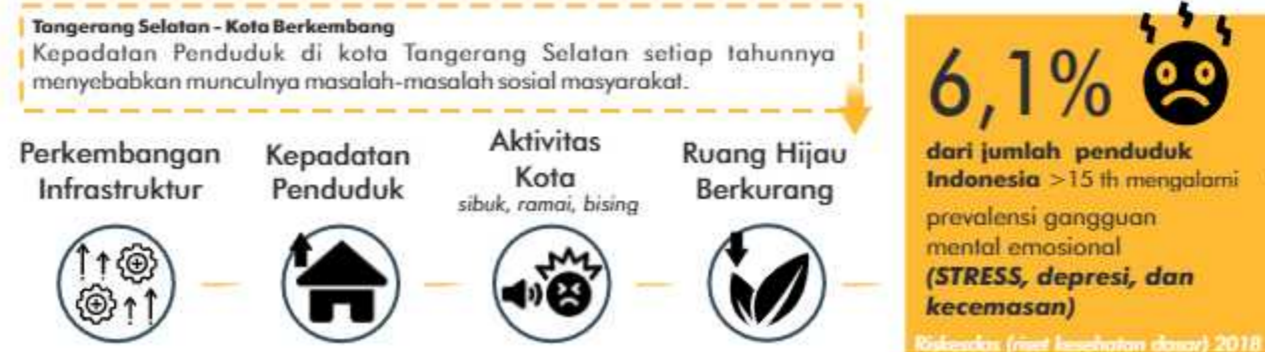 Tangerang Selatan - Kota Berkembang
Kepadatan Penduduk di kota Tangerang Selatan setiap tahunnya
menyebabkan munculnya masalah-masalah sosial masyarakat.
Perkembangan
Infrastruktur
Kepadatan
Penduduk
Aktivitas
Kota
sibuk, ramai, bising
Ruang Hijau
Berkurang
6,1%
dari jumlah penduduk
Indonesia >15 th mengalami
prevalensi gangguan
mental emosional
(STRESS, depresi, dan
kecemasan)
Riskesdas (riset kesehatan dasar) 2018